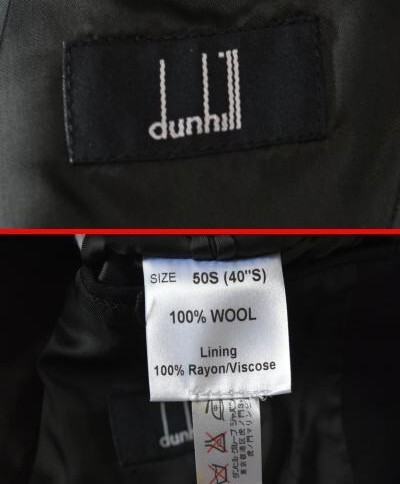 dunhill
SIZE 50S (40"S)
100% WOOL
Lining
100% Rayon/Viscose
dunhill